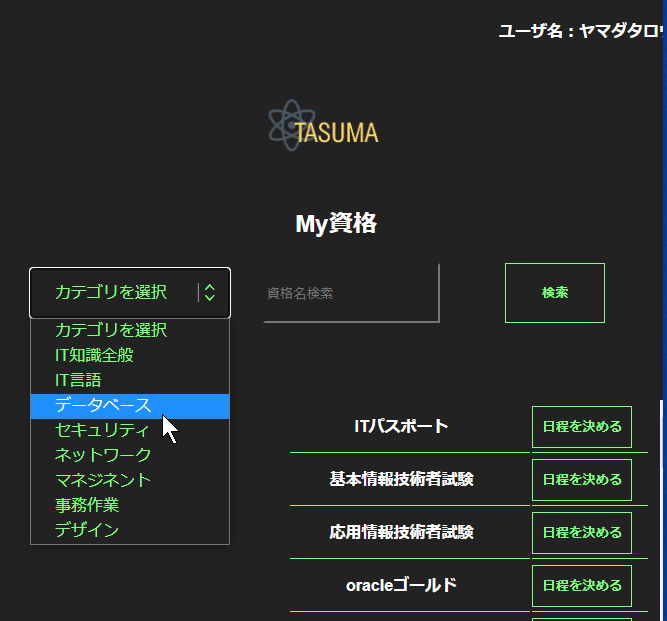 ユーザ名：ヤマダタロウ
TASUMA
My資格
カテゴリを選択
資格名検索
検索
カテゴリを選択
IT知識全般
IT言語
データベース
セキュリティ
ネットワーク
マネジネント
事務作業
デザイン
ITパスポート
日程を決める
基本情報技術者試験
日程を決める
応用情報技術者試験
日程を決める
oracleゴールド
日程を決める